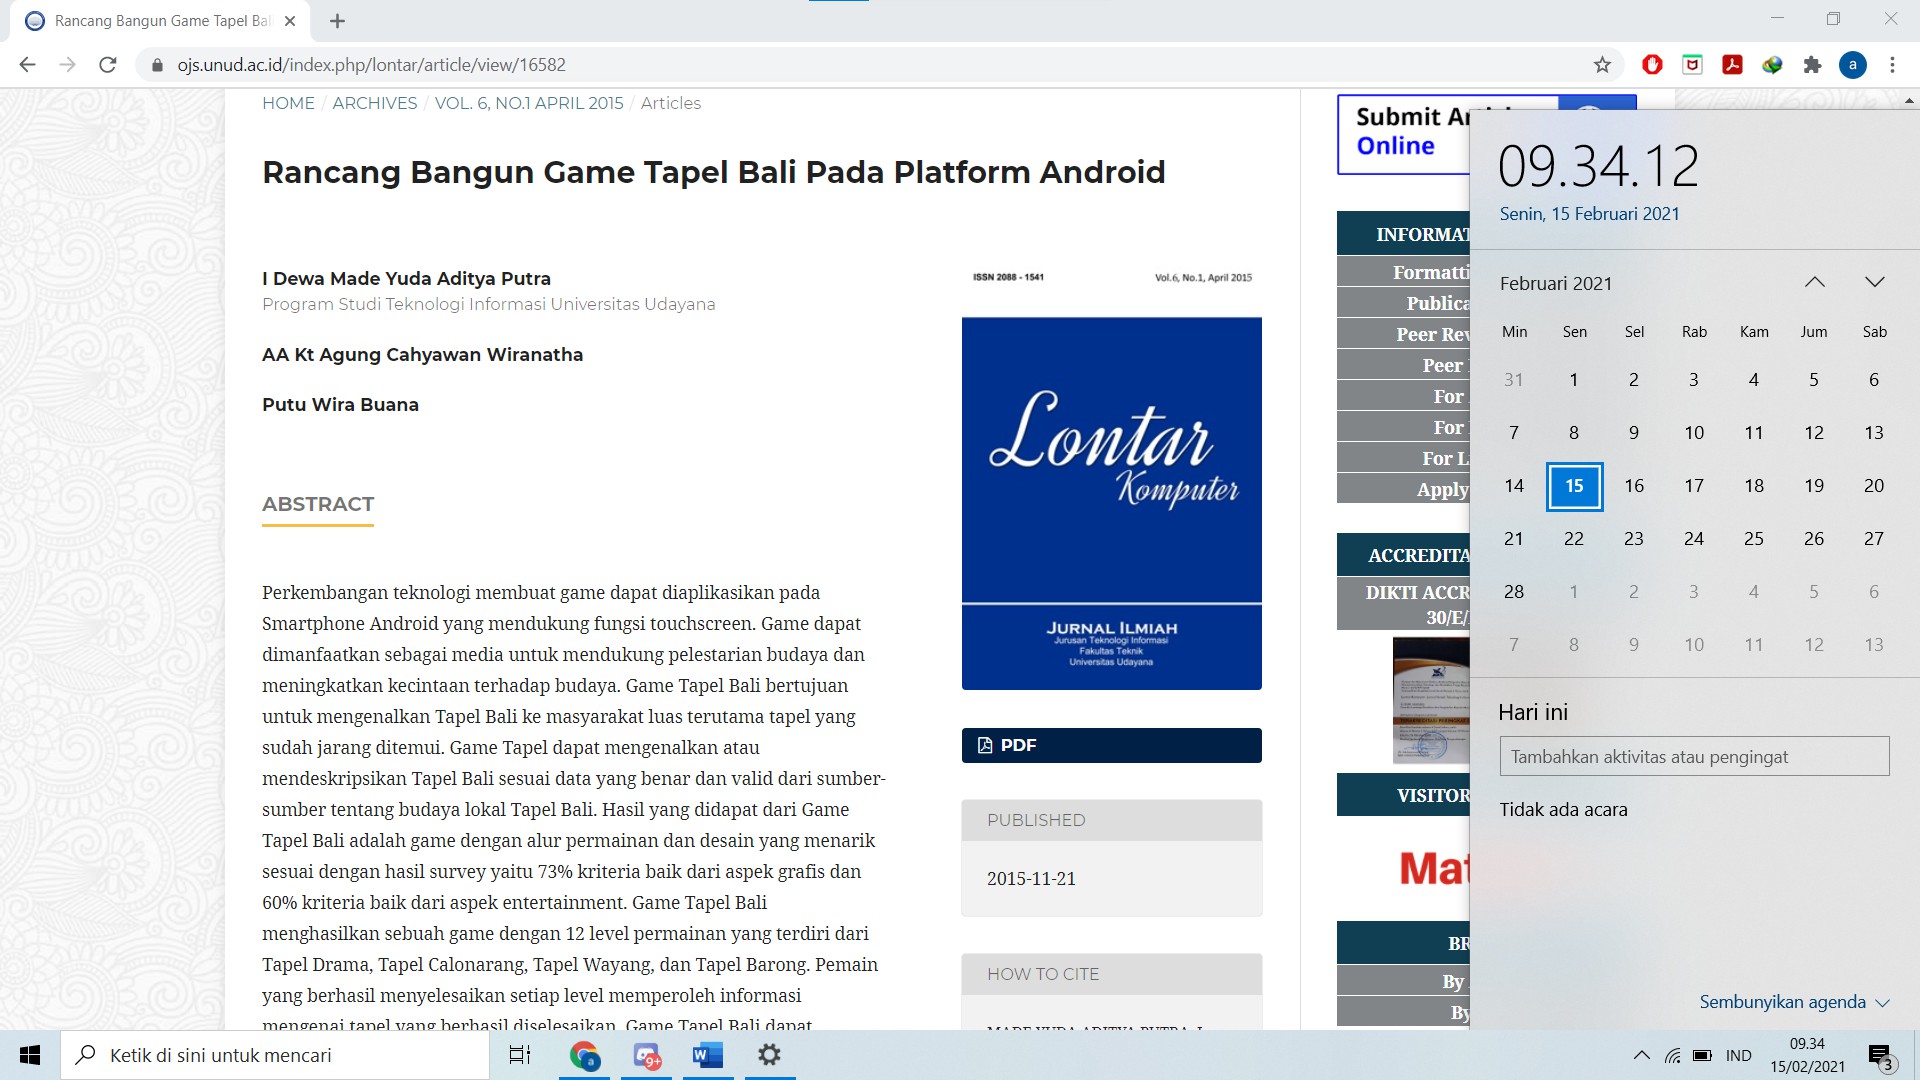 Rancang Bangun Game Tapel Bal
ojs.unud.ac.id/index.php/lontar/article/view/16582
a
HOME / ARCHIVES / VOL. 6, NO.1 APRIL 2015 / Articles
Rancang Bangun Game Tapel Bali Pada Platform Android
I Dewa Made Yuda Aditya Putra
Program Studi Teknologi Informasi Universitas Udayana
AA Kt Agung Cahyawan Wiranatha
Putu Wira Buana
ABSTRACT
Perkembangan teknologi membuat game dapat diaplikasikan pada
Smartphone Android yang mendukung fungsi touchscreen. Game dapat
dimanfaatkan sebagai media untuk mendukung pelestarian budaya dan
meningkatkan kecintaan terhadap budaya. Game Tapel Bali bertujuan
untuk mengenalkan Tapel Bali ke masyarakat luas terutama tapel yang
sudah jarang ditemui. Game Tapel dapat mengenalkan atau
mendeskripsikan Tapel Bali sesuai data yang benar dan valid dari sumber-
sumber tentang budaya lokal Tapel Bali. Hasil yang didapat dari Game
Tapel Bali adalah game dengan alur permainan dan desain yang menarik
sesuai dengan hasil survey yaitu 73% kriteria baik dari aspek grafis dan
60% kriteria baik dari aspek entertainment. Game Tapel Bali
menghasilkan sebuah game dengan 12 level permainan yang terdiri dari
Tapel Drama, Tapel Calonarang, Tapel Wayang, dan Tapel Barong. Pemain
yang berhasil menyelesaikan setiap level memperoleh informasi
mengenai tapel yang berhasil diselesaikan. Game Tapel Bali dapat
ISSN 2088 - 1541 Vol.6, No.1, April 2015
Lontar
Komputer
JURNAL ILMIAH
Jurusan Teknologi Informasi
Fakultas Teknik
Universitas Udayana
PDF
PUBLISHED
2015-11-21
HOW TO CITE
MADE YUDA ADITYA PUTRA, I
Submit Arti
Online
INFORMAT
Formatti
Publica
Peer Rev
Peer
For
For
For L
Apply
ACCREDITA
DIKTI ACCR
30/E/
VISITOR
Mat
BR
By
By
09.34.12
Senin, 15 Februari 2021
Februari 2021
Min Sen Sel Rab Kam Jum Sab
31 1 2 3 4 5 6
7 8 9 10 11 12 13
14 15 16 17 18 19 20
21 22 23 24 25 26 27
28 1 2 3 4 5 6
7 8 9 10 11 12 13
Hari ini
Tambahkan aktivitas atau pengingat
Tidak ada acara
Sembunyikan agenda
Ketik di sini untuk mencari
a
9+
W
IND
09.34
15/02/2021
3